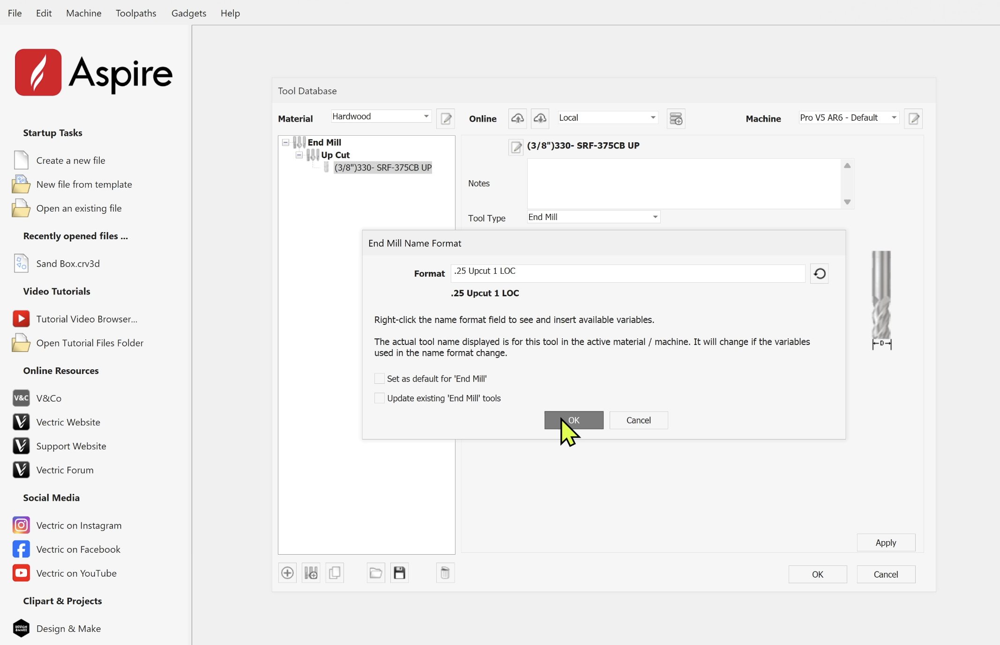 File Edit Machine Toolpaths Gadgets Help
Aspire
Startup Tasks
Create a new file
New file from template
Open an existing file
Recently opened files ...
Sand Box.crv3d
Video Tutorials
Tutorial Video Browser...
Open Tutorial Files Folder
Online Resources
V&C V&Co
Vectric Website
Support Website
Vectric Forum
Social Media
Vectric on Instagram
Vectric on Facebook
Vectric on YouTube
Clipart & Projects
DESIGN &MAKE Design & Make
Tool Database
Material Hardwood Online Local Machine Pro V5 AR6 - Default
End Mill
Up Cut
(3/8")330- SRF-375CB UP
(3/8")330- SRF-375CB UP
Notes
Tool Type End Mill
End Mill Name Format
Format .25 Upcut 1 LOC
.25 Upcut 1 LOC
Right-click the name format field to see and insert available variables.
The actual tool name displayed is for this tool in the active material / machine. It will change if the variables
used in the name format change.
Set as default for 'End Mill'
Update existing 'End Mill' tools
OK Cancel
D
Apply
OK Cancel